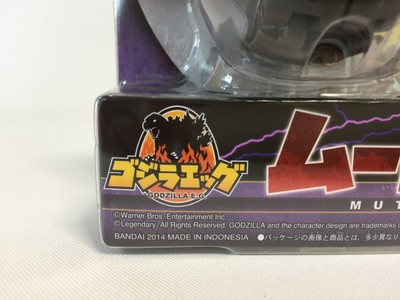 ゴジラエッグ
GODZILLA E.G.
ムー
MUT
©Warner Bros. Entertainment Inc.
©Legendary. All Rights Reserved. GODZILLA and the character design are trademarks
BANDAI 2014 MADE IN INDONESIA ●パッケージの画像と商品とは、多少異なり